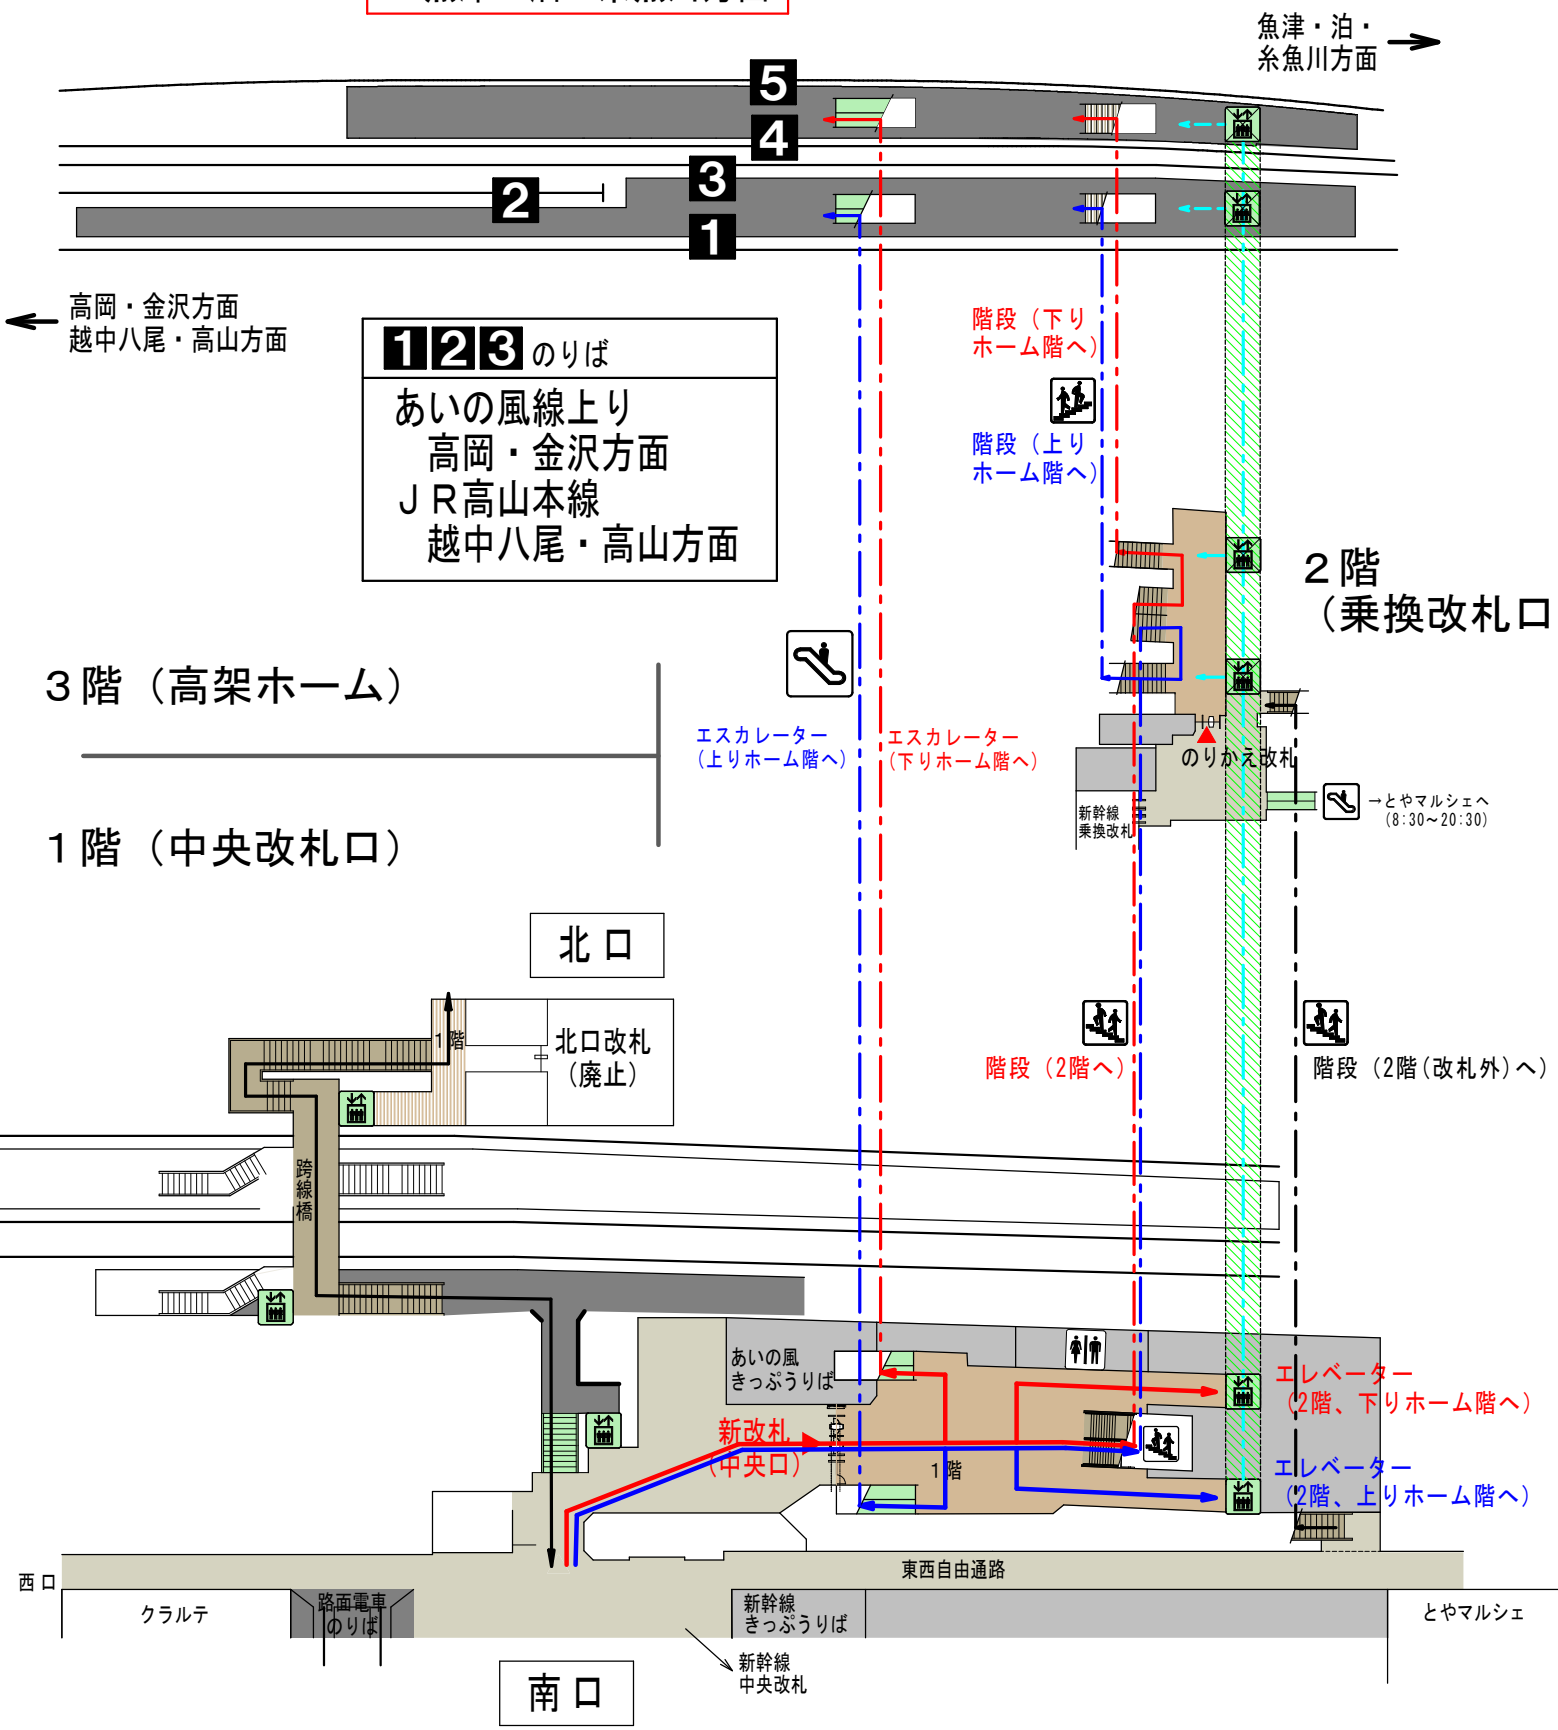 魚津・泊・
糸魚川方面
5
4
3
2
1
高岡・金沢方面
越中八尾・高山方面
123のりば
あいの風線上り
高岡・金沢方面
JR高山本線
越中八尾・高山方面
階段（下り
ホーム階へ）
階段（上り
ホーム階へ）
2階
（乗換改札口
3階（高架ホーム）
1階（中央改札口）
エスカレーター
（上りホーム階へ）
エスカレーター
（下りホーム階へ）
のりかえ改札
新幹線
乗換改札
→とやマルシェへ
（8:30～20:30）
北口
1階
北口改札
（廃止）
階段（2階へ）
階段（2階(改札外)へ）
跨線橋
あいの風
きっぷうりば
新改札
（中央口）
1階
エレベーター
（2階、下りホーム階へ）
エレベーター
（2階、上りホーム階へ）
東西自由通路
西口
クラルテ
路面電車
のりば
新幹線
きっぷうりば
とやマルシェ
新幹線
中央改札
南口